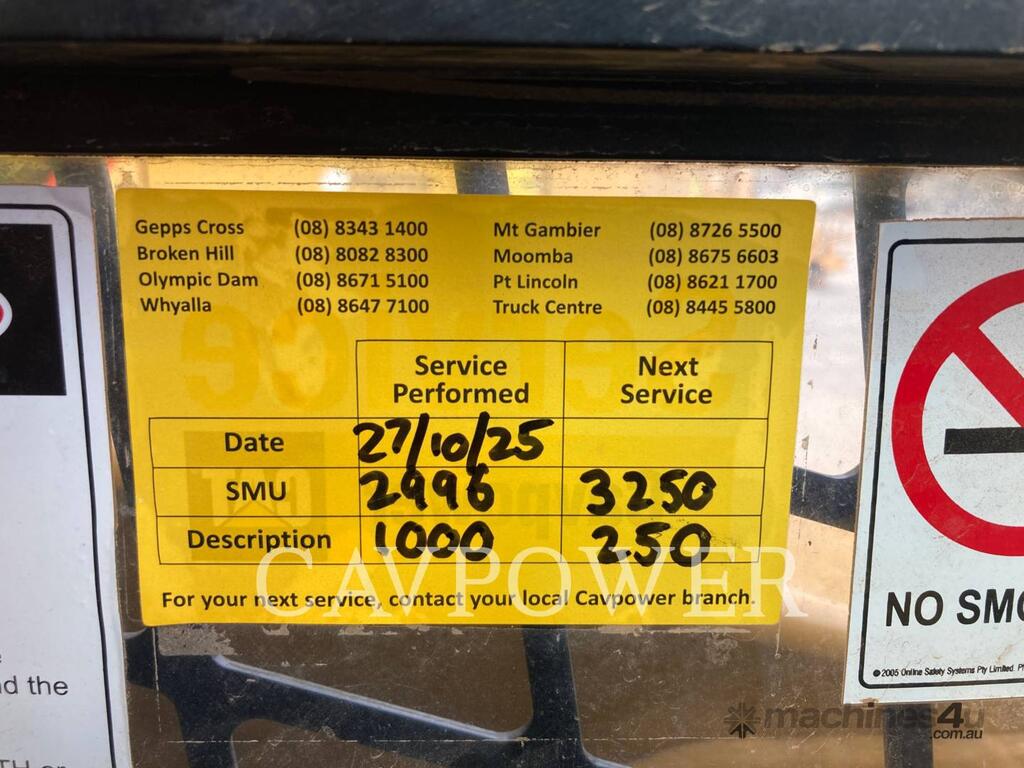 Gepps Cross (08) 8343 1400 Mt Gambier (08) 8726 5500
Broken Hill (08) 8082 8300 Moomba (08) 8675 6603
Olympic Dam (08) 8671 5100 Pt Lincoln (08) 8621 1700
Whyalla (08) 8647 7100 Truck Centre (08) 8445 5800
Service Performed
Next Service
Date 27/10/25
SMU 2996 3250
Description 1000 250
CAVPOWER
For your next service, contact your local Cavpower branch.
nd the
NO SMO
©2005 Online Safety Systems Pty Limited.
machines4u
.com.au